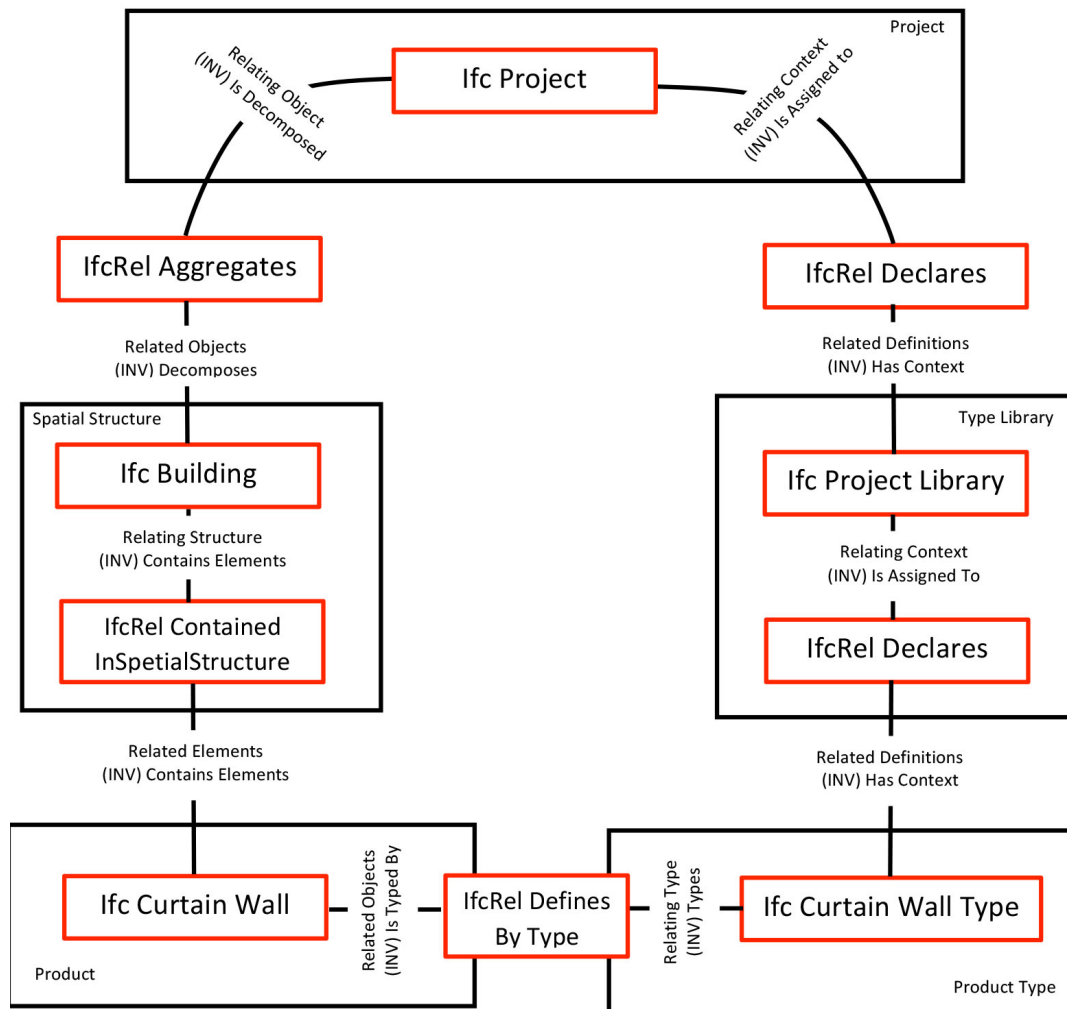 Project
Ifc Project
Relating Object
(INV) Is Decomposed
Relating Context
(INV) Is Assigned to
IfcRel Aggregates
IfcRel Declares
Related Objects
(INV) Decomposes
Related Definitions
(INV) Has Context
Spatial Structure
Type Library
Ifc Building
Ifc Project Library
Relating Structure
(INV) Contains Elements
Relating Context
(INV) Is Assigned To
IfcRel Contained
InSpetialStructure
IfcRel Declares
Related Elements
(INV) Contains Elements
Related Definitions
(INV) Has Context
Ifc Curtain Wall
Related Objects
(INV) Is Typed By
IfcRel Defines
By Type
Relating Type
(INV) Types
Ifc Curtain Wall Type
Product
Product Type